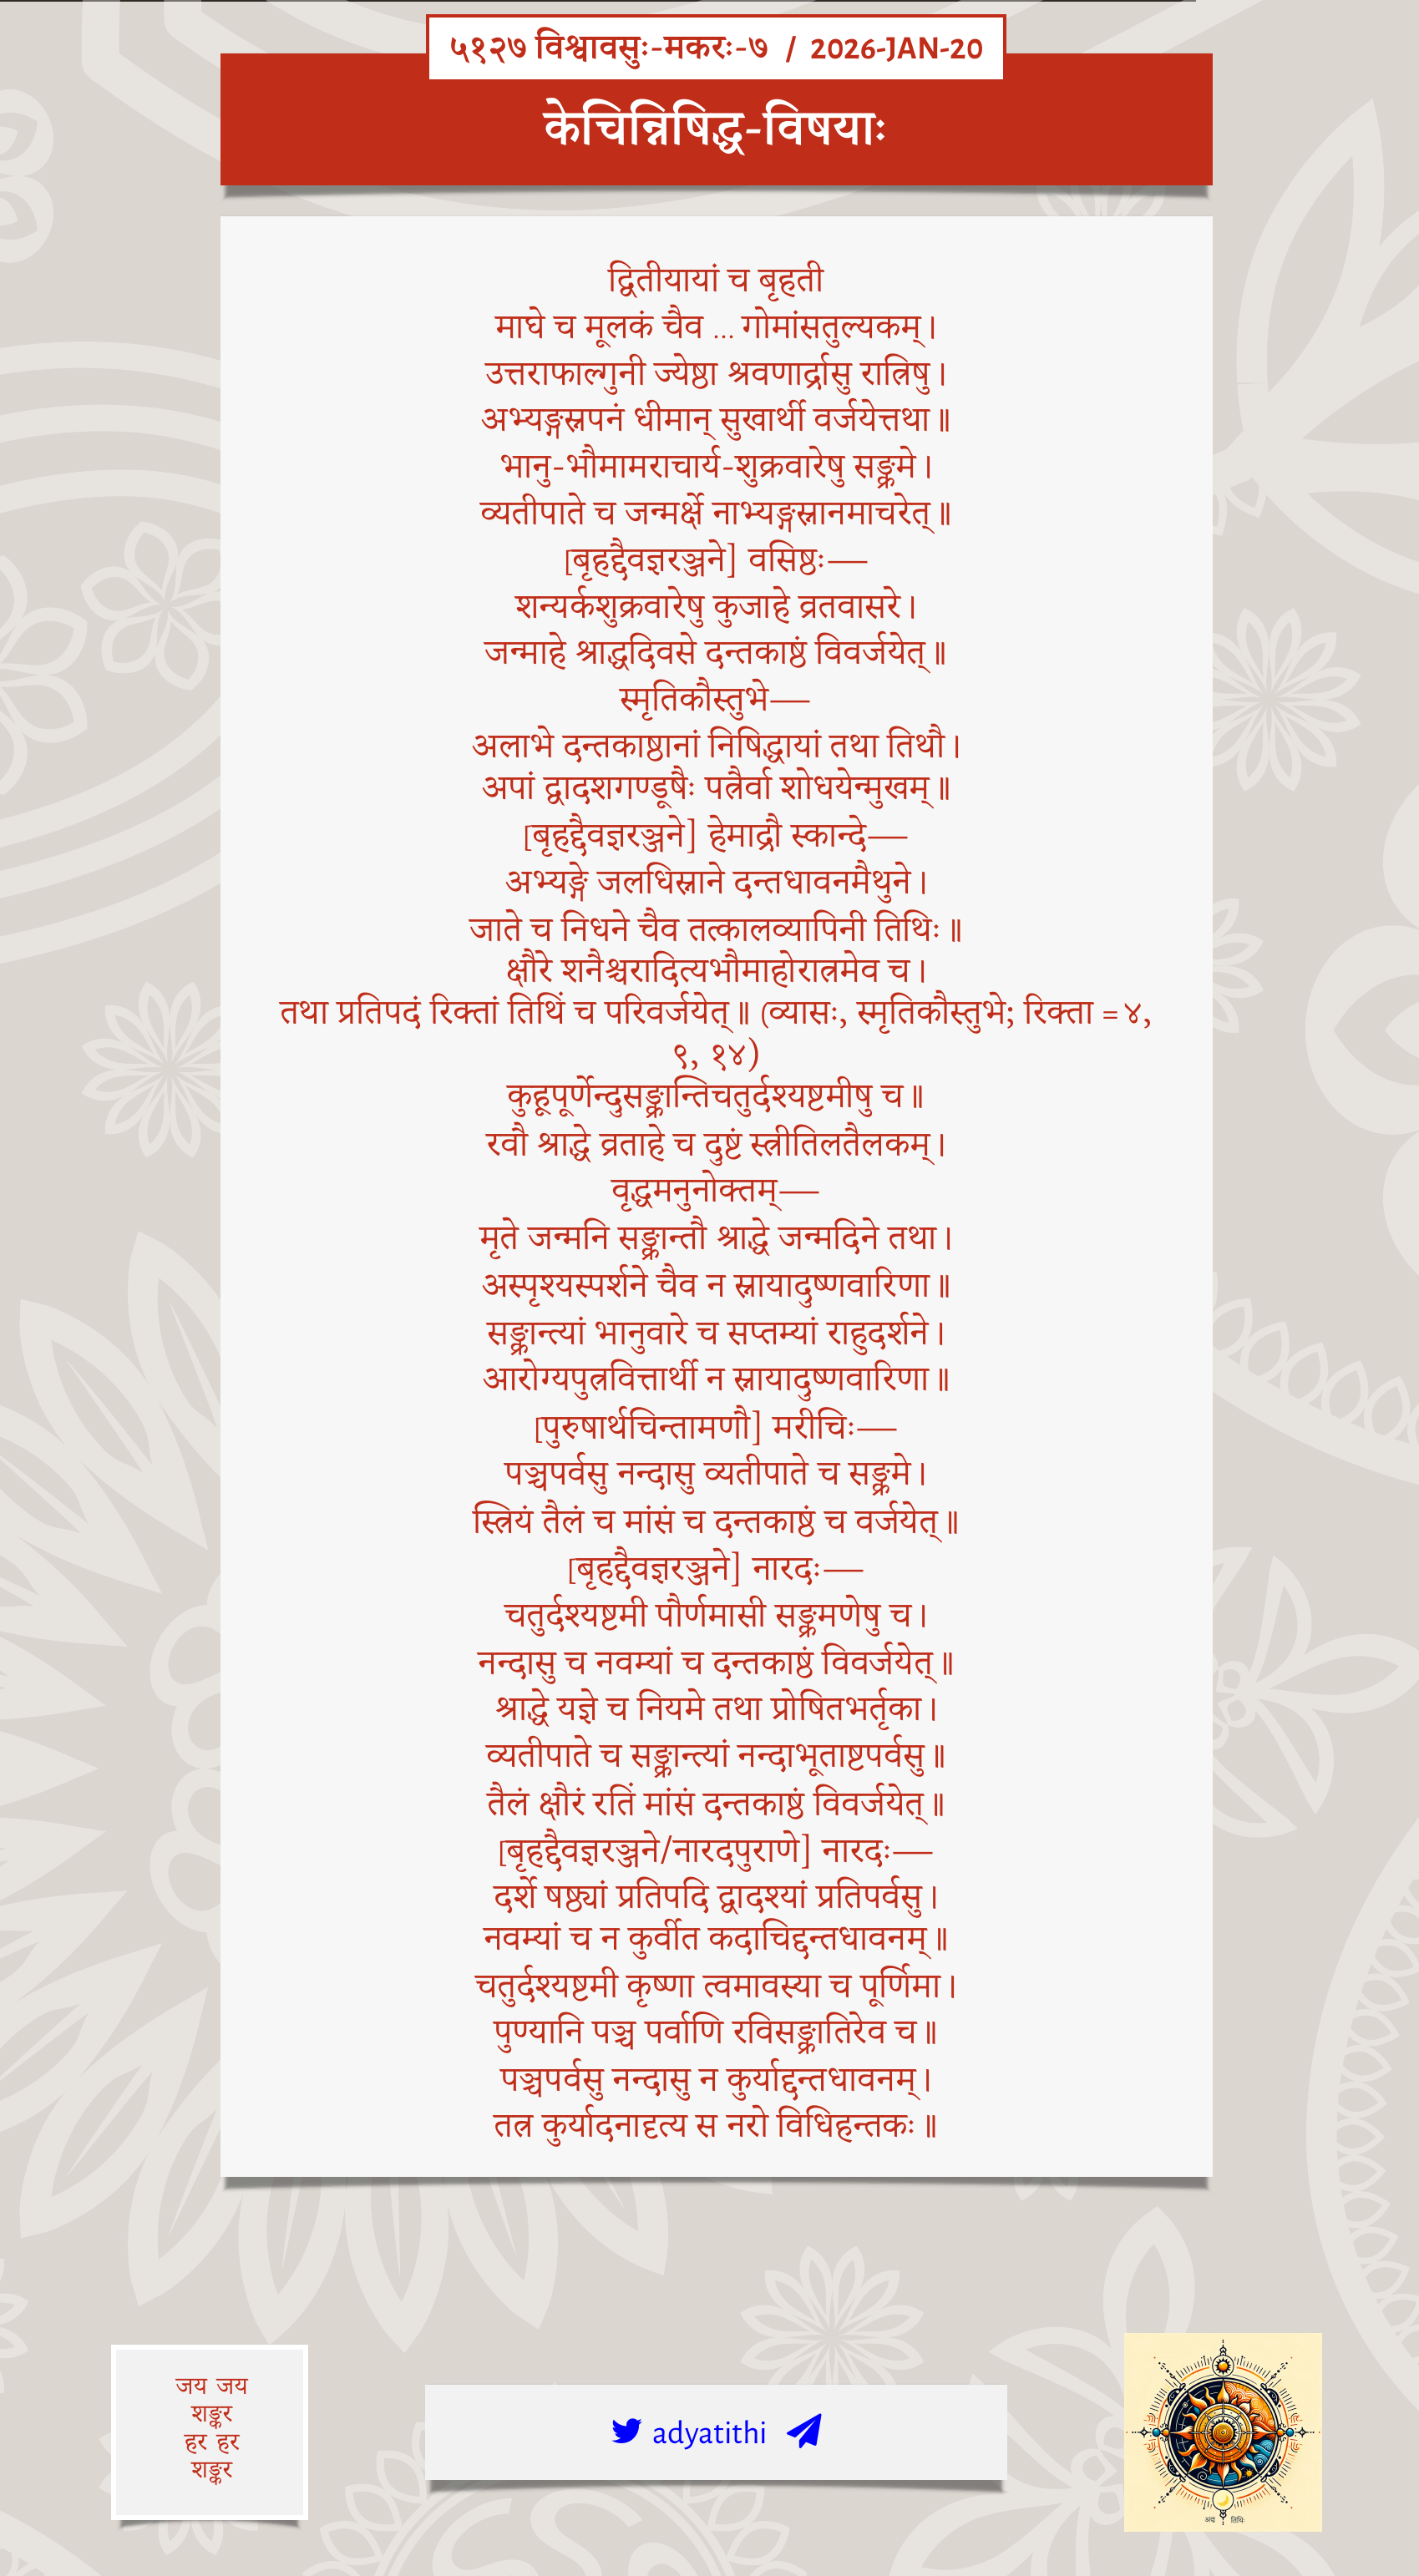 ५१२७ विश्वावसुः-मकरः-७ / 2026-JAN-20
केचिन्निषिद्ध-विषयाः
द्वितीयायां च बृहती
माघे च मूलकं चैव ... गोमांसतुल्यकम्।
उत्तराफाल्गुनी ज्येष्ठा श्रवणार्द्रासु रात्रिषु।
अभ्यङ्गस्नपनं धीमान् सुखार्थी वर्जयेत्तथा॥
भानु-भौमामराचार्य-शुक्रवारेषु सङ्क्रमे।
व्यतीपाते च जन्मर्क्षे नाभ्यङ्गस्नानमाचरेत्॥
[बृहद्दैवज्ञरञ्जने] वसिष्ठः—
शन्यर्कशुक्रवारेषु कुजाहे व्रतवासरे।
जन्माहे श्राद्धदिवसे दन्तकाष्ठं विवर्जयेत्॥
स्मृतिकौस्तुभे—
अलाभे दन्तकाष्ठानां निषिद्धायां तथा तिथौ।
अपां द्वादशगण्डूषैः पत्रैर्वा शोधयेन्मुखम्॥
[बृहद्दैवज्ञरञ्जने] हेमाद्रौ स्कान्दे—
अभ्यङ्गे जलधिस्नाने दन्तधावनमैथुने।
जाते च निधने चैव तत्कालव्यापिनी तिथिः॥
क्षौरे शनैश्चरादित्यभौमाहोरात्रमेव च।
तथा प्रतिपदं रिक्तां तिथिं च परिवर्जयेत्॥ (व्यासः, स्मृतिकौस्तुभे; रिक्ता = ४,
९, १४)
कुहूपूर्णेन्दुसङ्क्रान्तिचतुर्दश्यष्टमीषु च॥
रवौ श्राद्धे व्रताहे च दुष्टं स्त्रीतिलतैलकम्।
वृद्धमनुनोक्तम्—
मृते जन्मनि सङ्क्रान्तौ श्राद्धे जन्मदिने तथा।
अस्पृश्यस्पर्शने चैव न स्नायादुष्णवारिणा॥
सङ्क्रान्त्यां भानुवारे च सप्तम्यां राहुदर्शने।
आरोग्यपुत्रवित्तार्थी न स्नायादुष्णवारिणा॥
[पुरुषार्थचिन्तामणौ] मरीचिः—
पञ्चपर्वसु नन्दासु व्यतीपाते च सङ्क्रमे।
स्त्रियं तैलं च मांसं च दन्तकाष्ठं च वर्जयेत्॥
[बृहद्दैवज्ञरञ्जने] नारदः—
चतुर्दश्यष्टमी पौर्णमासी सङ्क्रमणेषु च।
नन्दासु च नवम्यां च दन्तकाष्ठं विवर्जयेत्॥
श्राद्धे यज्ञे च नियमे तथा प्रोषितभर्तृका।
व्यतीपाते च सङ्क्रान्त्यां नन्दाभूताष्टपर्वसु॥
तैलं क्षौरं रतिं मांसं दन्तकाष्ठं विवर्जयेत्॥
[बृहद्दैवज्ञरञ्जने/नारदपुराणे] नारदः—
दर्शे षष्ठ्यां प्रतिपदि द्वादश्यां प्रतिपर्वसु।
नवम्यां च न कुर्वीत कदाचिद्दन्तधावनम्॥
चतुर्दश्यष्टमी कृष्णा त्वमावस्या च पूर्णिमा।
पुण्यानि पञ्च पर्वाणि रविसङ्क्रातिरेव च॥
पञ्चपर्वसु नन्दासु न कुर्याद्दन्तधावनम्।
तत्र कुर्यादनादृत्य स नरो विधिहन्तकः॥
जय जय
शङ्कर
हर हर
शङ्कर
adyatithi
अद्य तिथिः